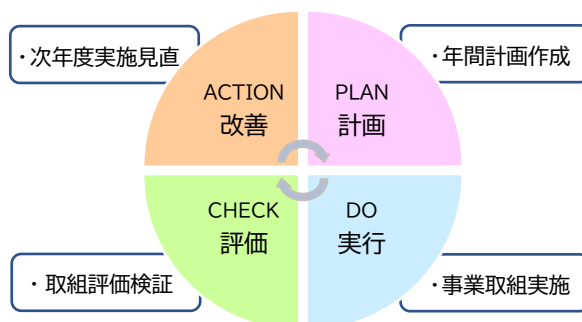 ・次年度実施見直
・年間計画作成
ACTION
改善
PLAN
計画
CHECK
評価
DO
実行
・取組評価検証
・事業取組実施